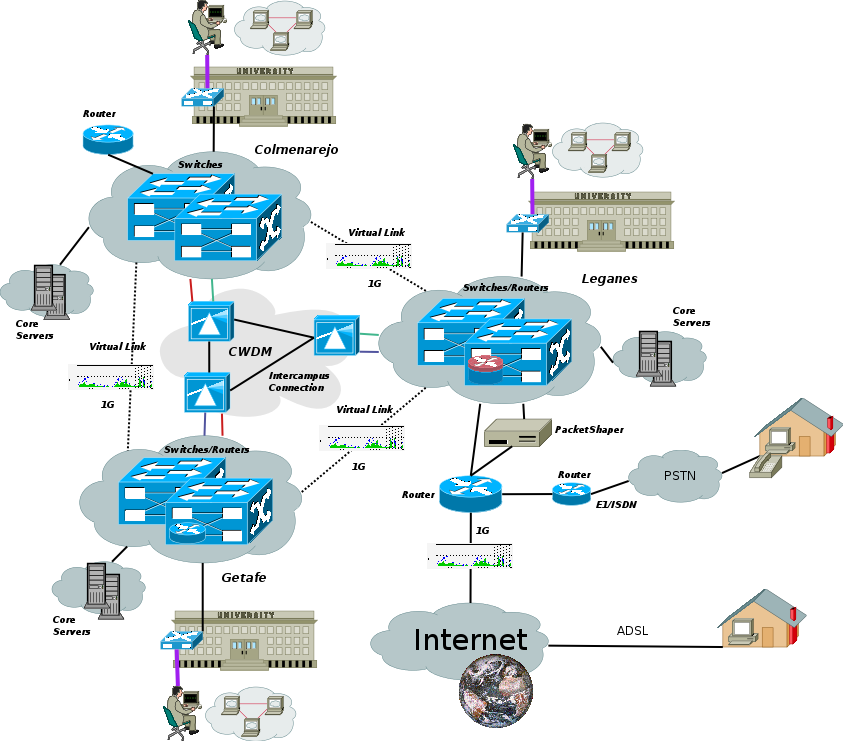 UNIVERSITY
Router
Colmenarejo
Switches
UNIVERSITY
Virtual Link
1G
Leganes
Switches/Routers
Core
Servers
Core
Servers
CWDM
Virtual Link
1G
Intercampus
Connection
Virtual Link
1G
PacketShaper
Switches/Routers
Router
PSTN
Router
E1/ISDN
1G
Getafe
Core
Servers
UNIVERSITY
Internet
ADSL